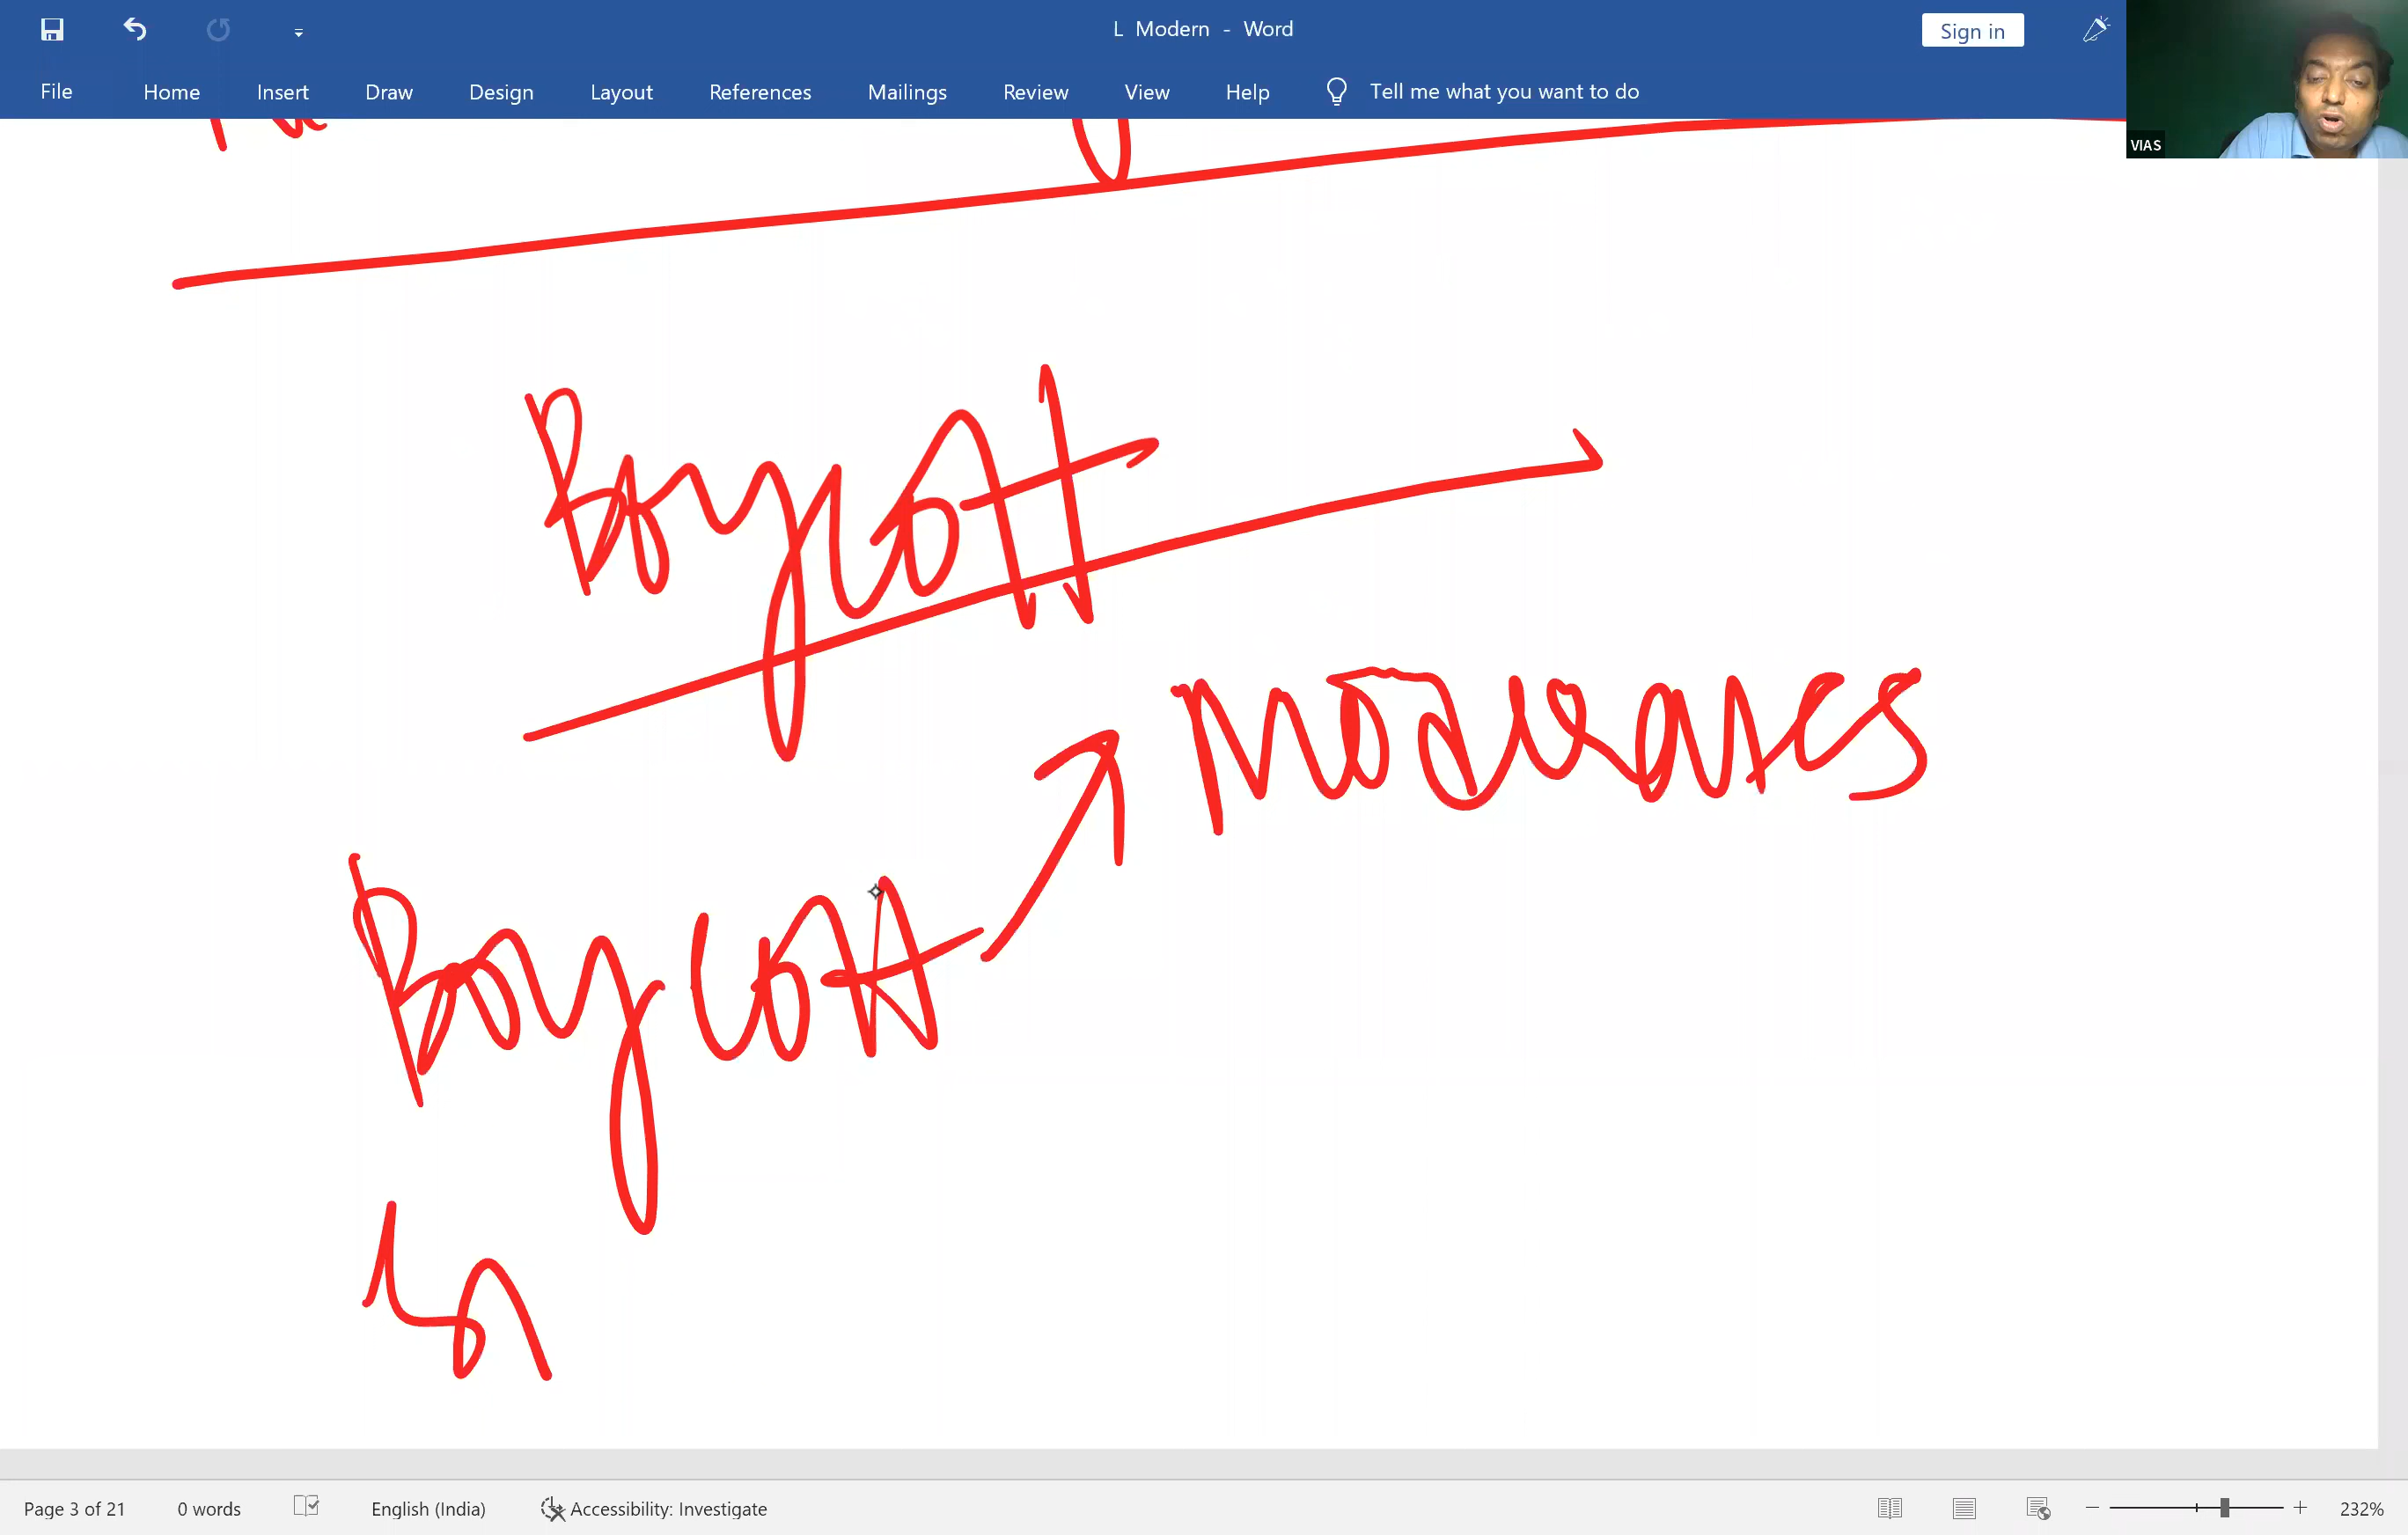 L Modern - Word
Sign in
File Home Insert Draw Design Layout References Mailings Review View Help Tell me what you want to do
VIAS
Boycott
Moderates
Boycott
Page 3 of 21 0 words English (India) Accessibility: Investigate 232%